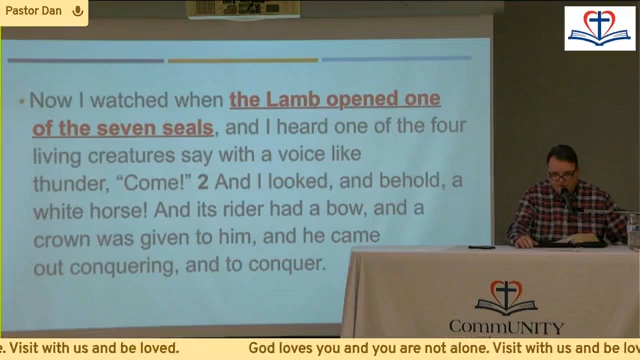 Pastor Dan
Now I watched when the Lamb opened one
of the seven seals, and I heard one of the four
living creatures say with a voice like
thunder, “Come!” 2 And I looked, and behold, a
white horse! And its rider had a bow, and a
crown was given to him, and he came
out conquering, and to conquer.
CommUNITY
e. Visit with us and be loved. God loves you and you are not alone. Visit with us and be lo